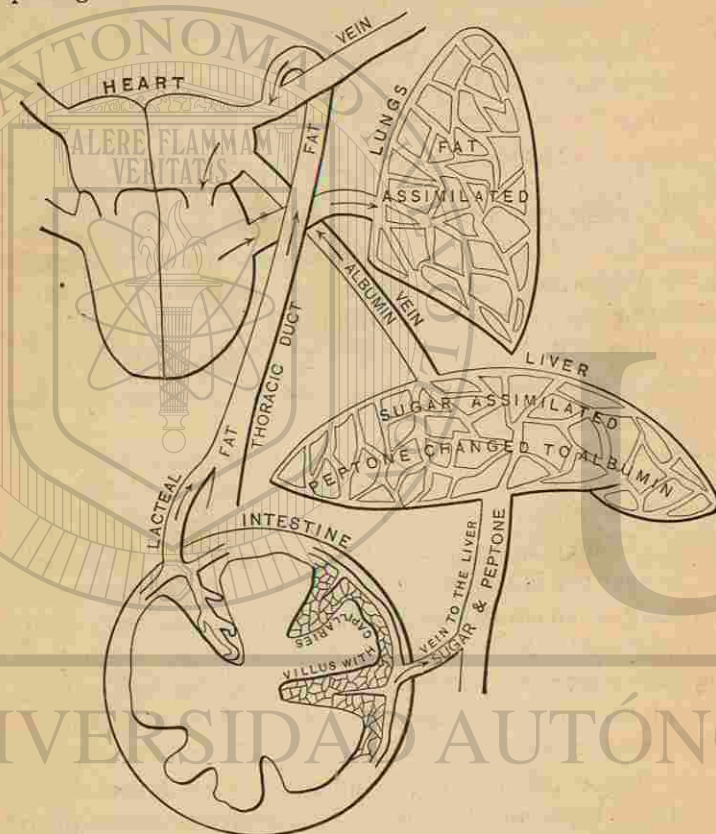 VEIN
HEART
FAT
LUNGS
FAT
ASSIMILATED
ALERE FLAMMAM
VERITATIS
ALBUMIN
VEIN
THORACIC DUCT
FAT
LIVER
SUGAR ASSIMILATED
PEPTONE CHANGED TO ALBUMIN
LACTEAL
INTESTINE
VEIN TO THE LIVER
SUGAR & PEPTONE
CAPILLARIES
VILLUS WITH
UNIVERSIDAD AUTÓN